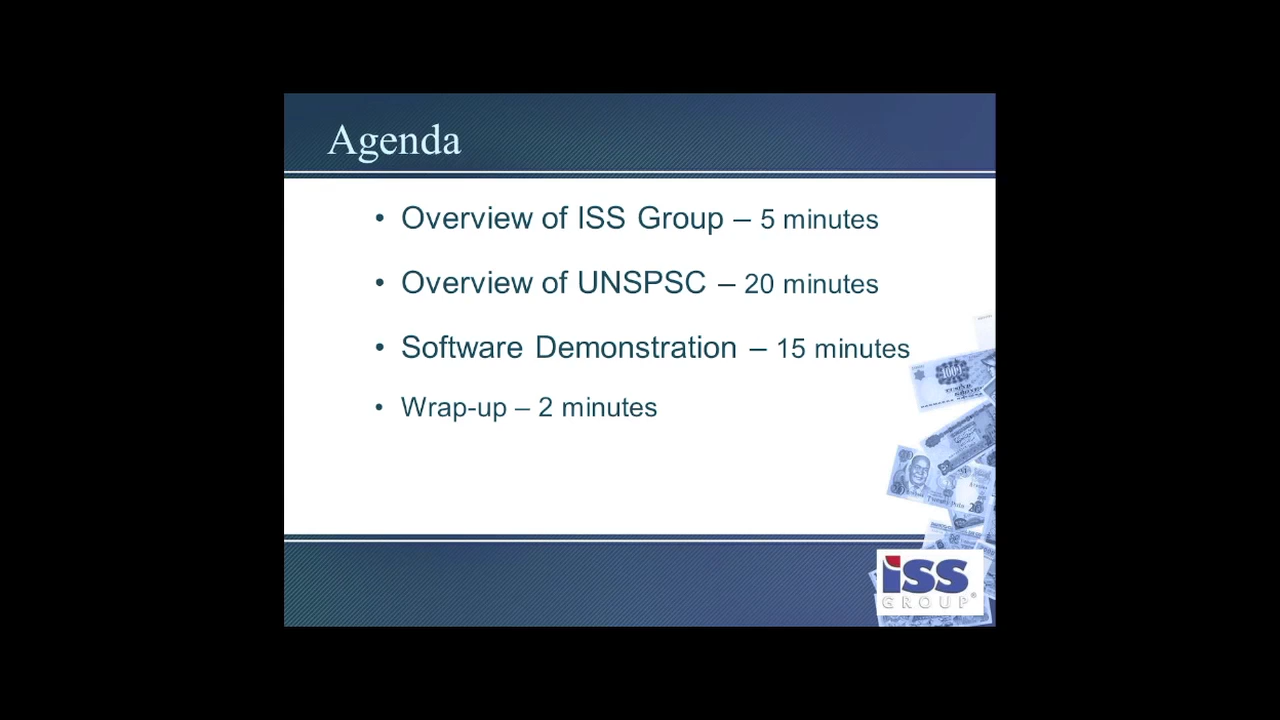 Agenda
• Overview of ISS Group – 5 minutes
• Overview of UNSPSC – 20 minutes
• Software Demonstration – 15 minutes
• Wrap-up – 2 minutes
iss
GROUP®